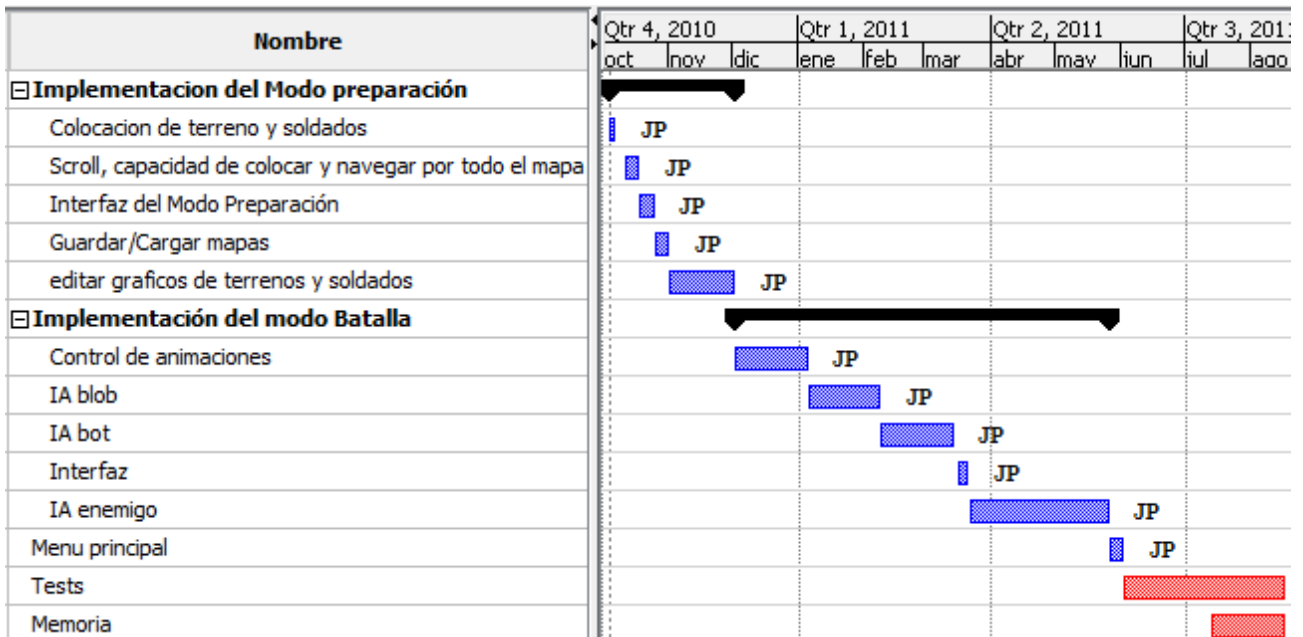 Nombre
Qtr 4, 2010 Qtr 1, 2011 Qtr 2, 2011 Qtr 3, 2011
oct nov dic ene feb mar abr may jun jul ago
Implementacion del Modo preparación
Colocacion de terreno y soldados JP
Scroll, capacidad de colocar y navegar por todo el mapa JP
Interfaz del Modo Preparación JP
Guardar/Cargar mapas JP
editar graficos de terrenos y soldados JP
Implementación del modo Batalla
Control de animaciones JP
IA blob JP
IA bot JP
Interfaz JP
IA enemigo JP
Menu principal JP
Tests
Memoria